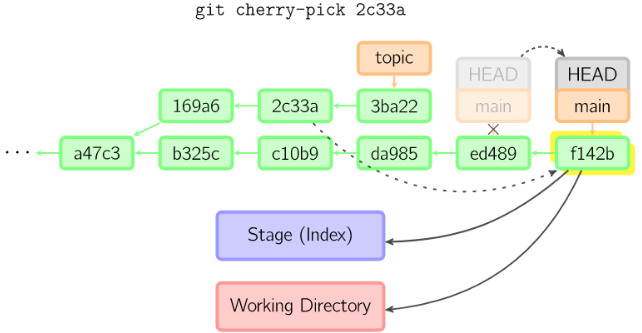 git cherry-pick 2c33a
topic
HEAD
HEAD
main
main
169a6
2c33a
3ba22
...
a47c3
b325c
c10b9
da985
ed489
f142b
Stage (Index)
Working Directory